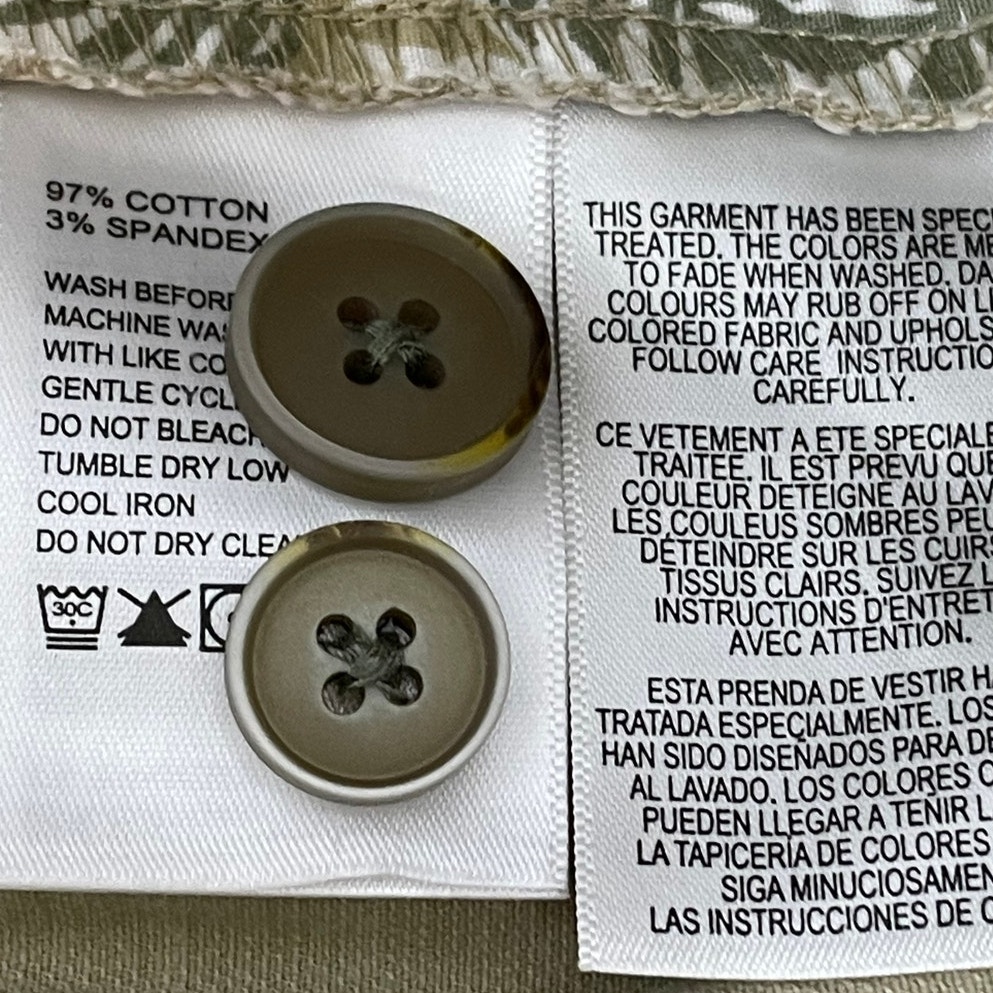 97% COTTON
3% SPANDEX
WASH BEFOR
MACHINE WA
WITH LIKE CO
GENTLE CYCL
DO NOT BLEACH
TUMBLE DRY LOW
COOL IRON
DO NOT DRY CLEA
30C
THIS GARMENT HAS BEEN SPEC
TREATED. THE COLORS ARE ME
TO FADE WHEN WASHED. DA
COLOURS MAY RUB OFF ON LI
COLORED FABRIC AND UPHOLS
FOLLOW CARE INSTRUCTIO
CAREFULLY.
CE VETEMENT A ETE SPECIALE
TRAITEE. IL EST PREVU QUE
COULEUR DETEIGNE AU LAV
LES COULEUS SOMBRES PEU
DÉTEINDRE SUR LES CUIRS
TISSUS CLAIRS. SUIVEZ L
INSTRUCTIONS D'ENTRET
AVEC ATTENTION.
ESTA PRENDA DE VESTIR H
TRATADA ESPECIALMENTE. LOS
HAN SIDO DISEÑADOS PARA DE
AL LAVADO. LOS COLORES O
PUEDEN LLEGAR A TEÑIR L
LA TAPICERÍA DE COLORES
SIGA MINUCIOSAMEN
LAS INSTRUCCIONES DE C